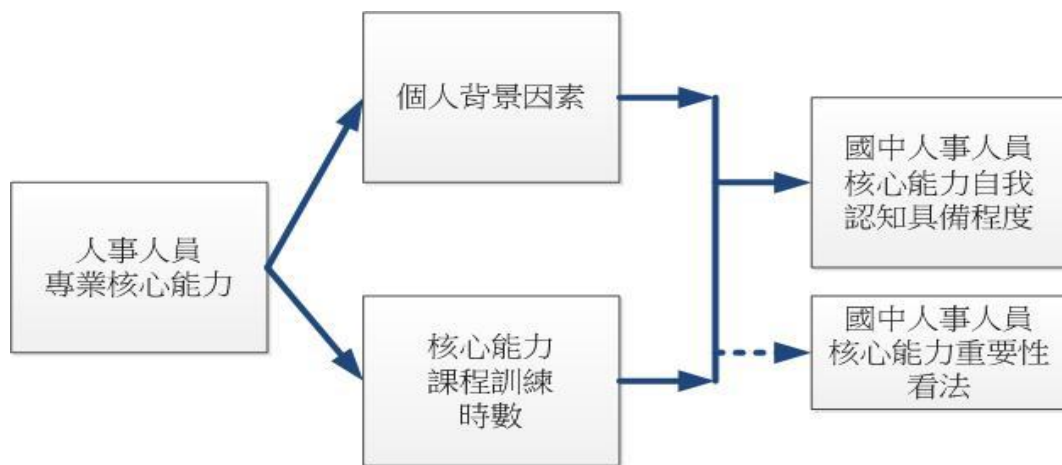 人事人員
專業核心能力
個人背景因素
核心能力
課程訓練
時數
國中人事人員
核心能力自我
認知具備程度
國中人事人員
核心能力重要性
看法